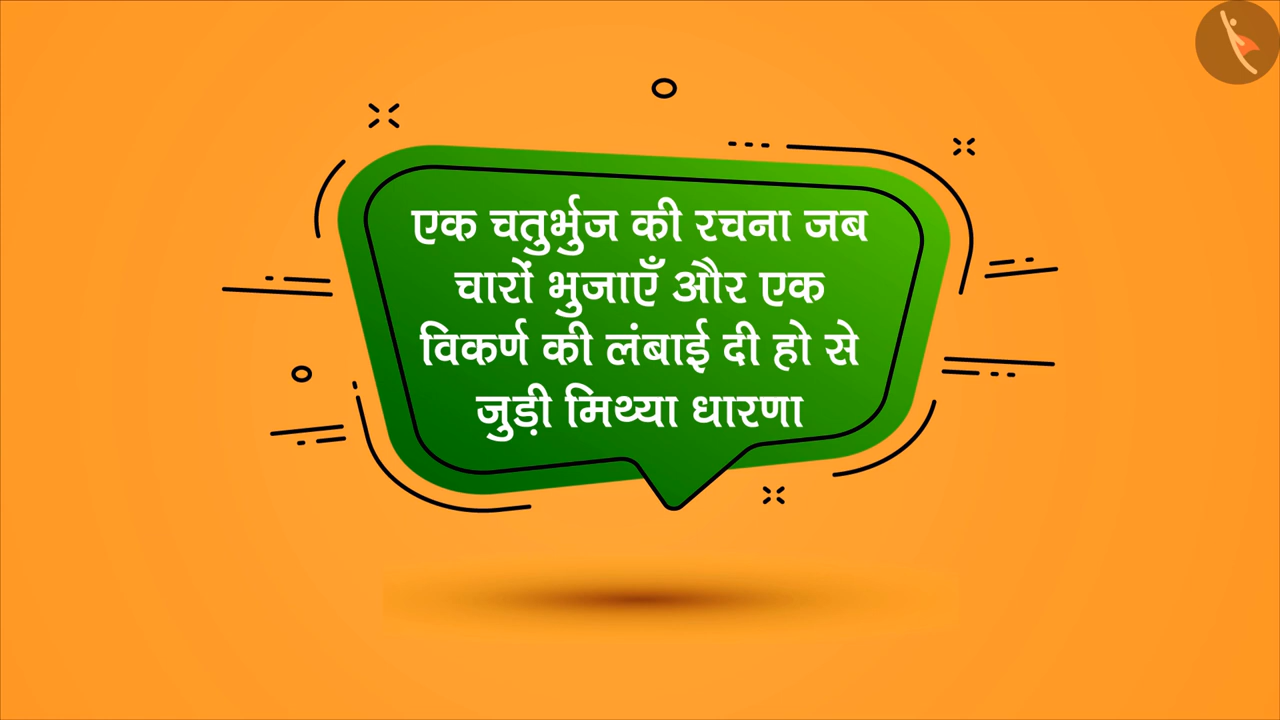 एक चतुर्भुज की रचना जब
चारों भुजाएँ और एक
विकर्ण की लंबाई दी हो से
जुड़ी मिथ्या धारणा